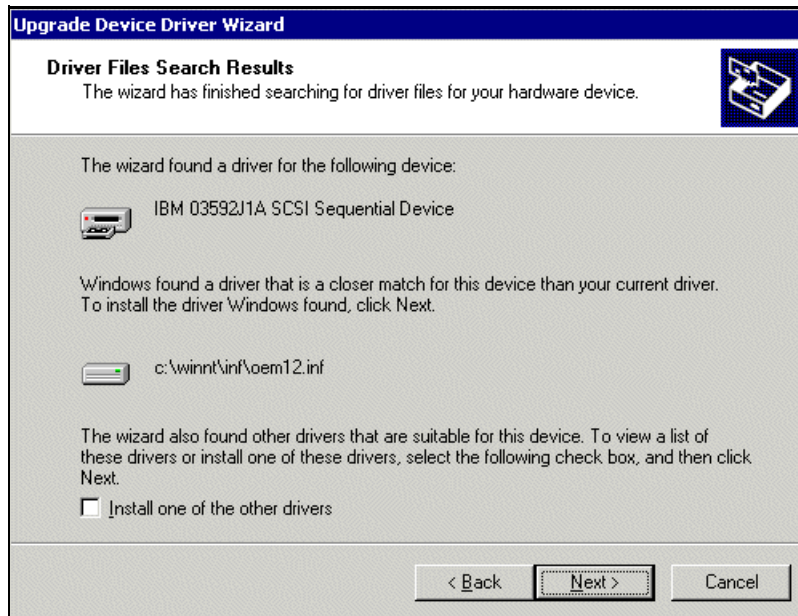 Upgrade Device Driver Wizard
Driver Files Search Results
The wizard has finished searching for driver files for your hardware device.
The wizard found a driver for the following device:
IBM 03592J1A SCSI Sequential Device
Windows found a driver that is a closer match for this device than your current driver.
To install the driver Windows found, click Next.
c:\winnt\inf\oem12.inf
The wizard also found other drivers that are suitable for this device. To view a list of
these drivers or install one of these drivers, select the following check box, and then click
Next.
Install one of the other drivers
< Back
Next >
Cancel